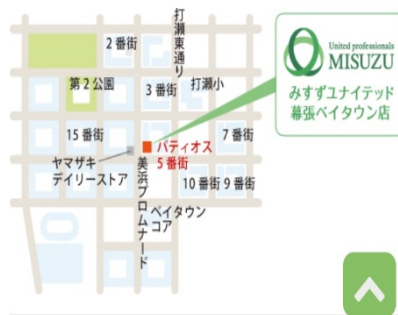 打瀬東通り
2番街
第2公園
3番街
打瀬小
15番街
7番街
ヤマザキ
デイリーストア
パティオス
5番街
美浜プロムナード
10番街
9番街
ベイタウン
コア
United professionals
MISUZU
みすずユナイテッド
幕張ベイタウン店